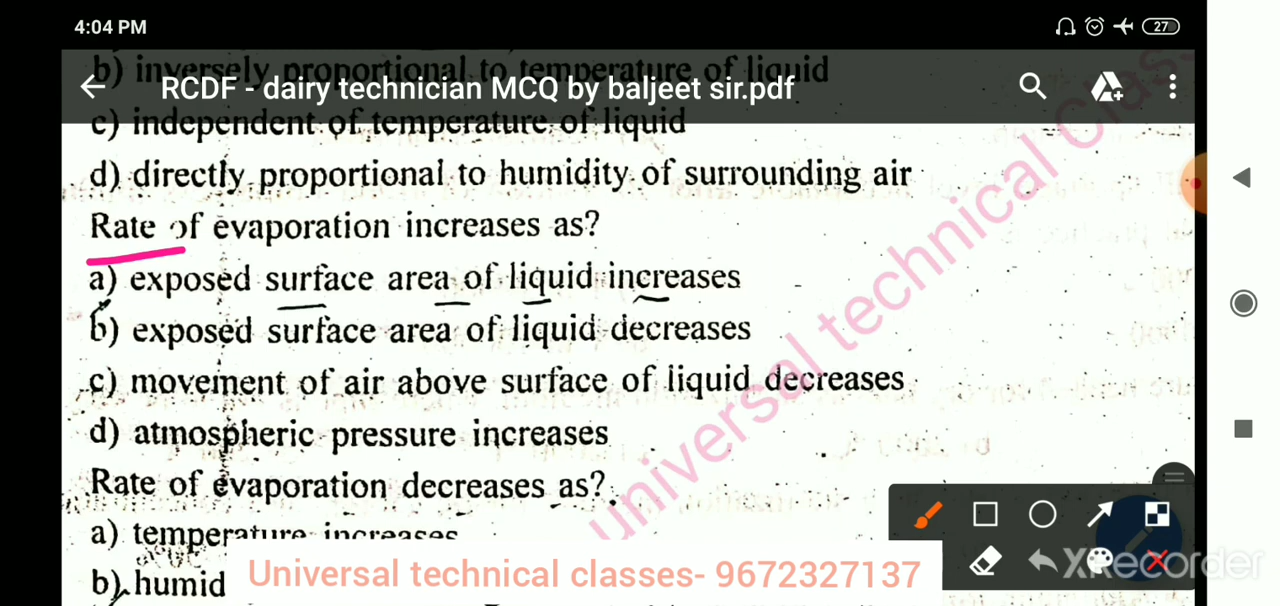 4:04 PM
27
b) inversely proportional to temperature of liquid
RCDF - dairy technician MCQ by baljeet sir.pdf
c) independent of temperature of liquid
d) directly proportional to humidity of surrounding air
Rate of evaporation increases as?
a) exposed surface area of liquid increases
b) exposed surface area of liquid decreases
c) movement of air above surface of liquid decreases
d) atmospheric pressure increases
Rate of evaporation decreases as?
a) temperature increases
b) humid
universal technical Class
Universal technical classes- 9672327137
XRecorder